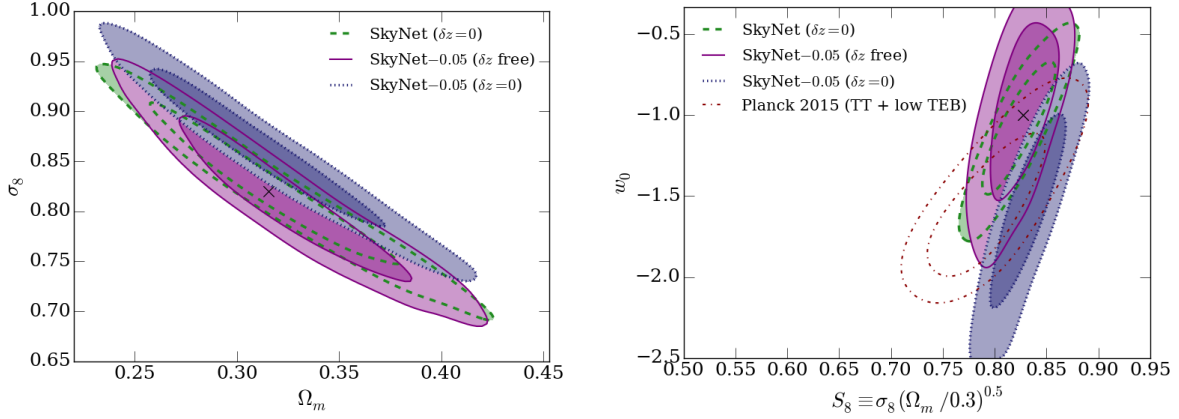 1.00
0.95
0.90
0.85
0.80
0.75
0.70
0.65
σ₈
0.25
0.30
0.35
0.40
0.45
Ωₘ
SkyNet (δz=0)
SkyNet−0.05 (δz free)
SkyNet−0.05 (δz=0)
−0.5
−1.0
−1.5
−2.0
−2.5
w₀
0.50
0.55
0.60
0.65
0.70
0.75
0.80
0.85
0.90
0.95
S₈ ≡ σ₈(Ωₘ/0.3)⁰·⁵
SkyNet (δz=0)
SkyNet−0.05 (δz free)
SkyNet−0.05 (δz=0)
Planck 2015 (TT + low TEB)